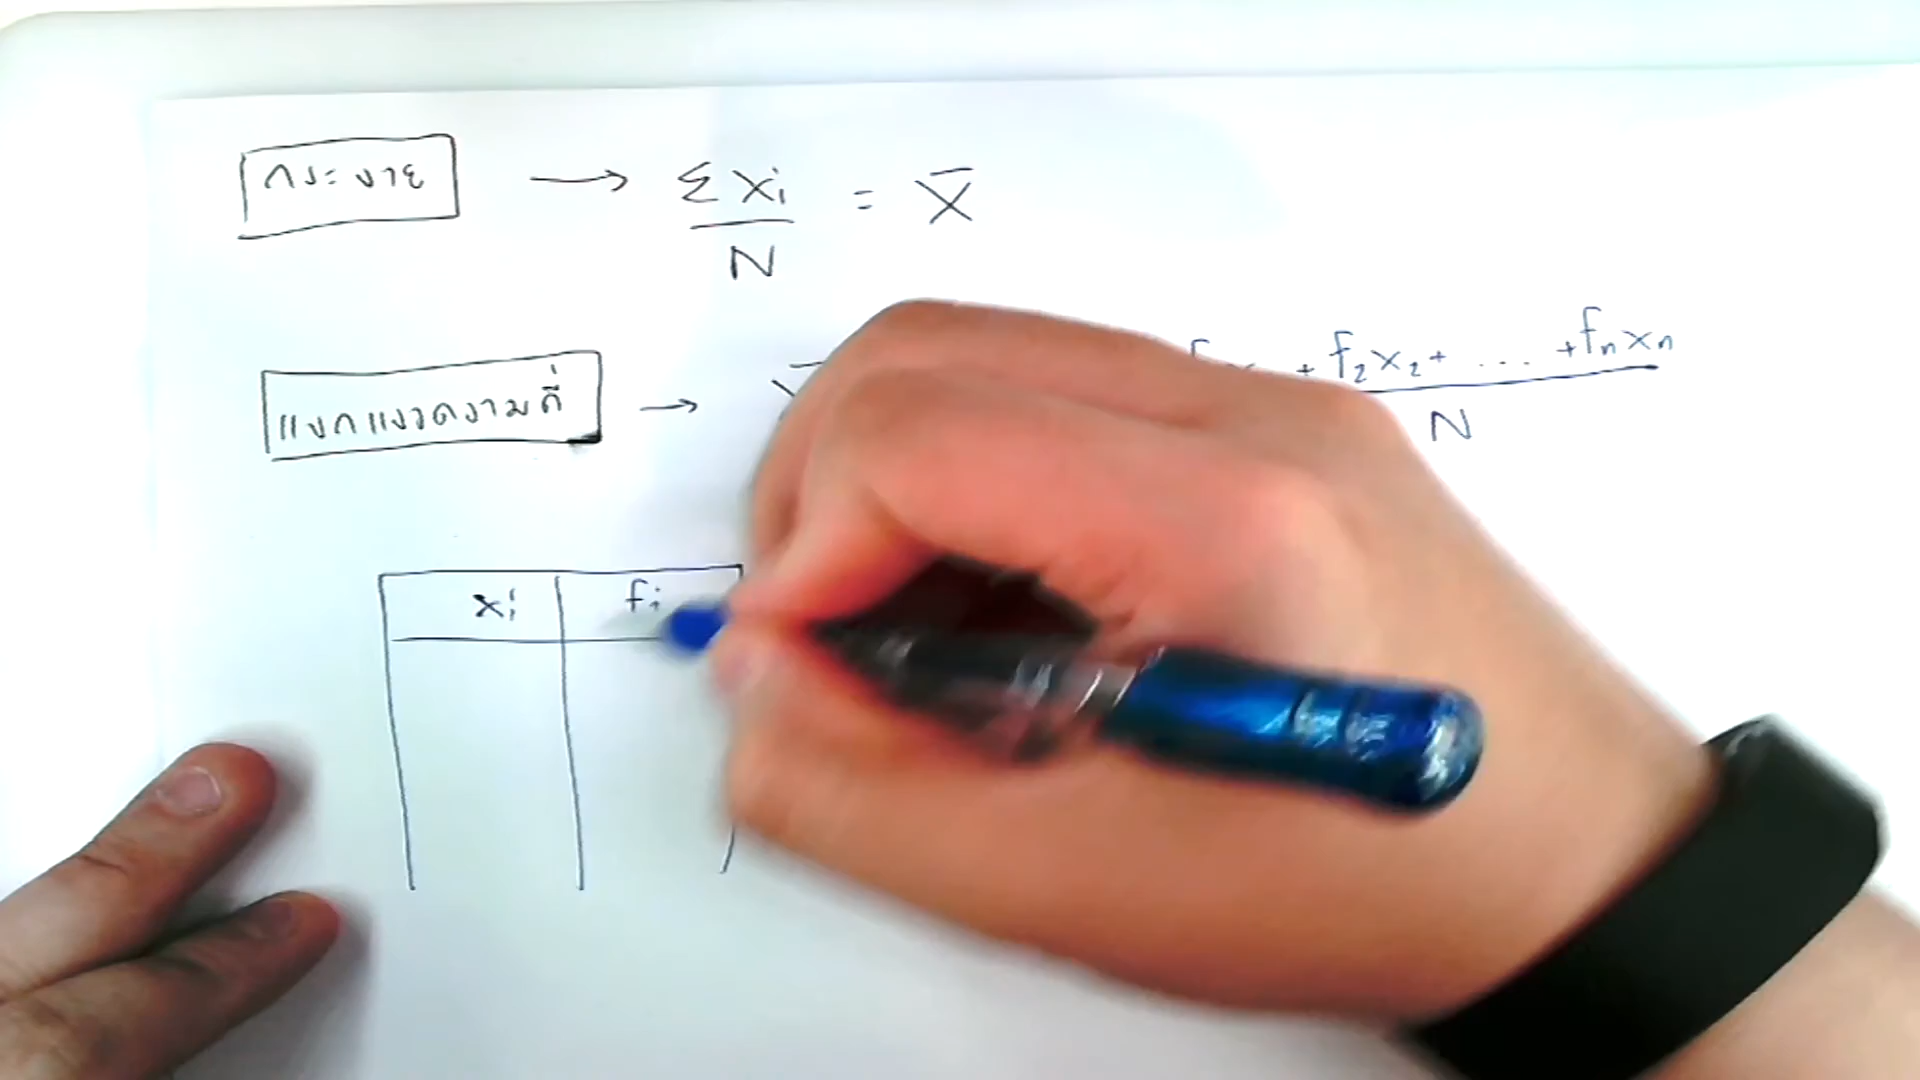 กระจาย → Σxi / N = X̄
แจกแจงความถี่ → + f2x2 + .... + fnxn / N
xi fi